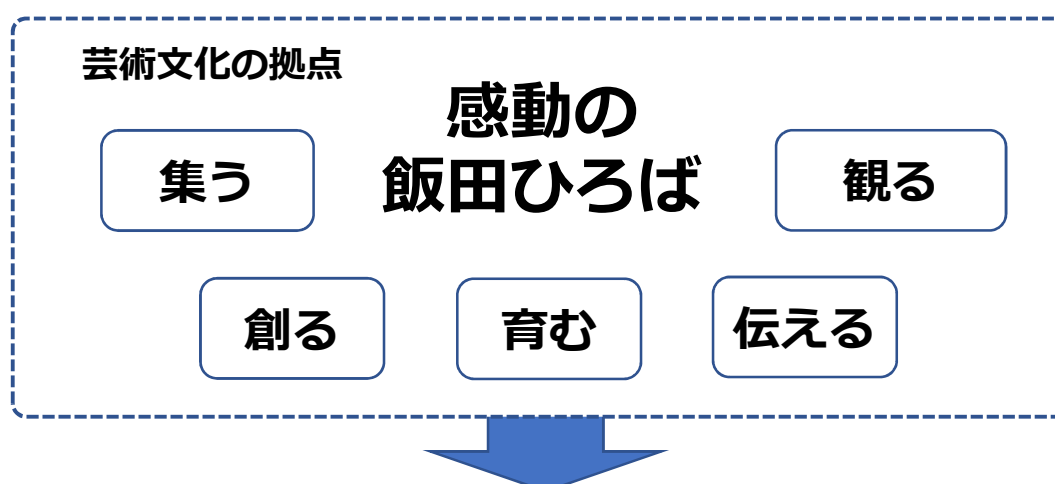 芸術文化の拠点
感動の
飯田ひろば
集う
観る
創る
育む
伝える